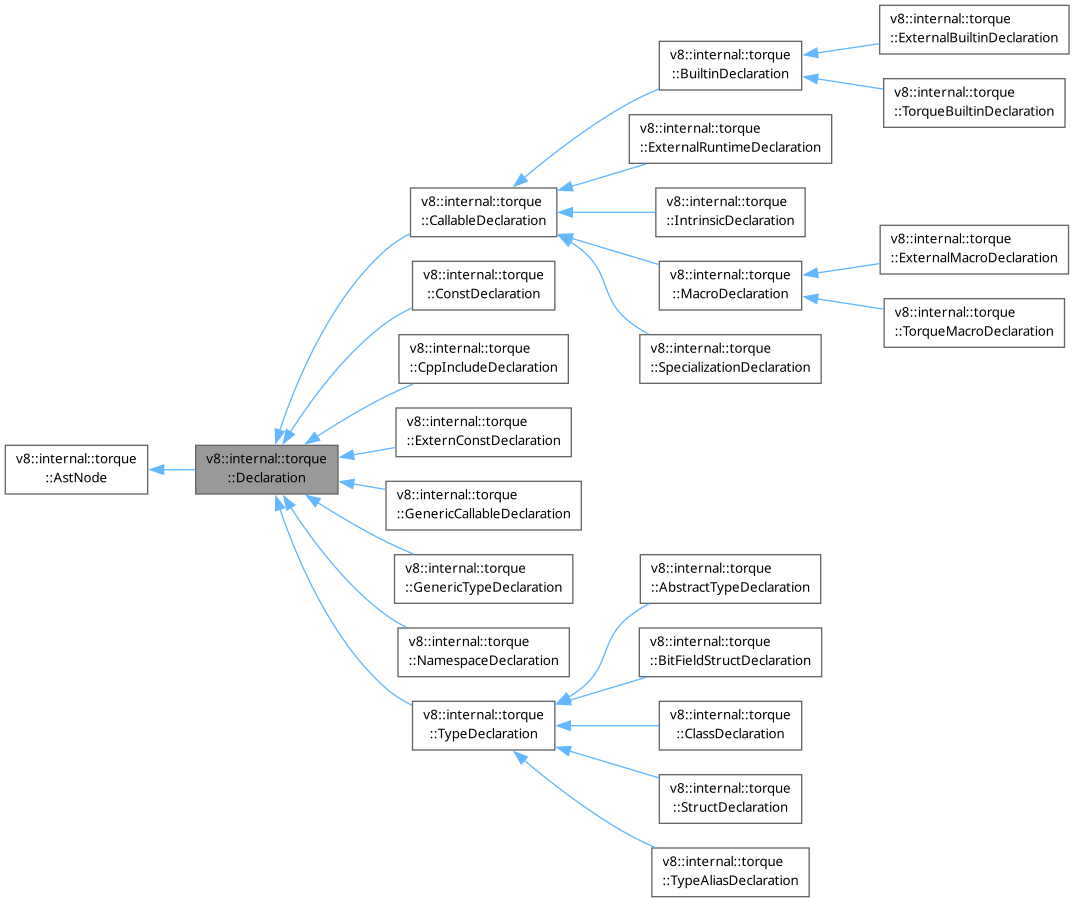 v8::internal::torque
::AstNode
v8::internal::torque
::Declaration
v8::internal::torque
::CallableDeclaration
v8::internal::torque
::ConstDeclaration
v8::internal::torque
::CppIncludeDeclaration
v8::internal::torque
::ExternConstDeclaration
v8::internal::torque
::GenericCallableDeclaration
v8::internal::torque
::GenericTypeDeclaration
v8::internal::torque
::NamespaceDeclaration
v8::internal::torque
::TypeDeclaration
v8::internal::torque
::BuiltinDeclaration
v8::internal::torque
::ExternalRuntimeDeclaration
v8::internal::torque
::IntrinsicDeclaration
v8::internal::torque
::MacroDeclaration
v8::internal::torque
::SpecializationDeclaration
v8::internal::torque
::AbstractTypeDeclaration
v8::internal::torque
::BitFieldStructDeclaration
v8::internal::torque
::ClassDeclaration
v8::internal::torque
::StructDeclaration
v8::internal::torque
::TypeAliasDeclaration
v8::internal::torque
::ExternalBuiltinDeclaration
v8::internal::torque
::TorqueBuiltinDeclaration
v8::internal::torque
::ExternalMacroDeclaration
v8::internal::torque
::TorqueMacroDeclaration